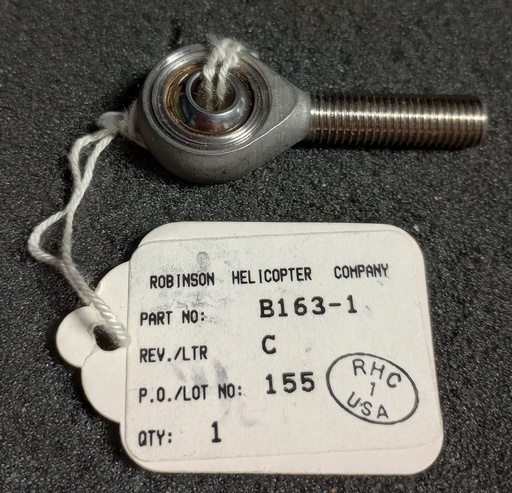 ROBINSON HELICOPTER COMPANY
PART NO: B163-1
REV./LTR C
P.O./LOT NO: 155
QTY: 1
RHC
1
USA